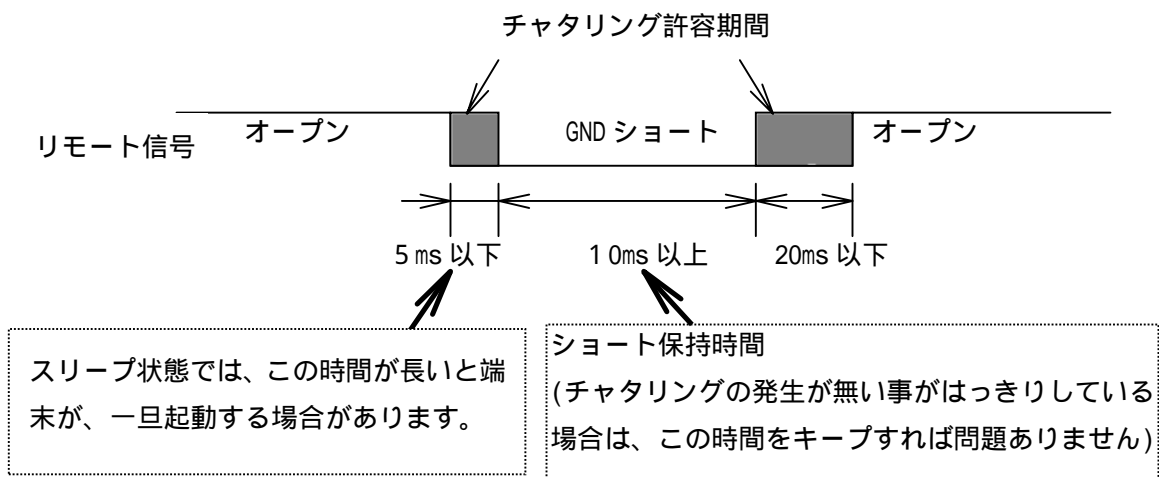 チャタリング許容期間
リモート信号
オープン
GND ショート
オープン
5ms 以下
10ms 以上
20ms 以下
スリープ状態では、この時間が長いと端
末が、一旦起動する場合があります。
ショート保持時間
(チャタリングの発生が無い事がはっきりしている
場合は、この時間をキープすれば問題ありません)